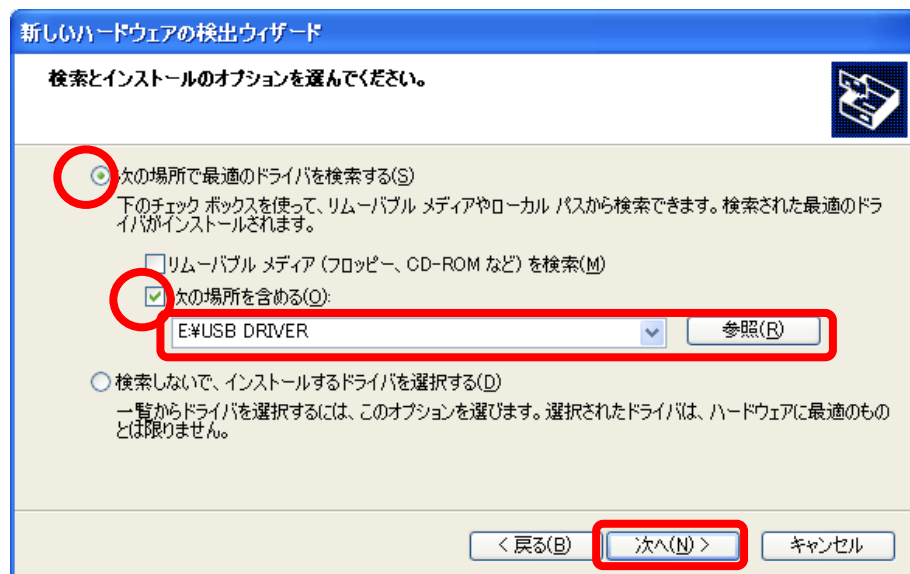 新しいハードウェアの検出ウィザード
検索とインストールのオプションを選んでください。
次の場所で最適のドライバを検索する(S)
下のチェック ボックスを使って、リムーバブル メディアやローカル パスから検索できます。検索された最適のドラ
イバがインストールされます。
リムーバブル メディア (フロッピー、CD-ROM など) を検索(M)
次の場所を含める(O):
E:¥USB DRIVER
参照(R)
検索しないで、インストールするドライバを選択する(D)
一覧からドライバを選択するには、このオプションを選びます。選択されたドライバは、ハードウェアに最適のもの
とは限りません。
< 戻る(B) 次へ(N) > キャンセル